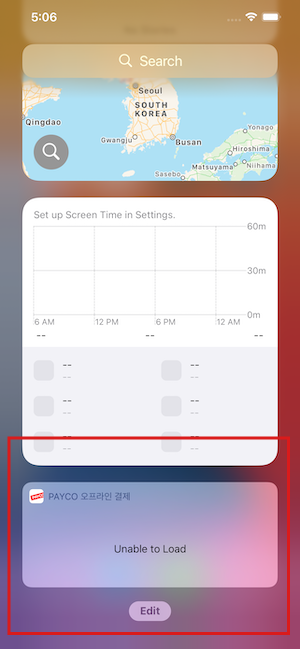 5:06
Search
Seoul
SOUTH
KOREA
Qingdao
Yonago
Gwangju
Busan
Hiroshima
Matsuyama
Niihama
Sasebo
Set up Screen Time in Settings.
60m
30m
0m
6 AM 12 PM 6 PM 12 AM
-- -- -- --
-- --
-- --
-- --
-- --
-- --
-- --
PAYCO PAYCO 오프라인 결제
Unable to Load
Edit